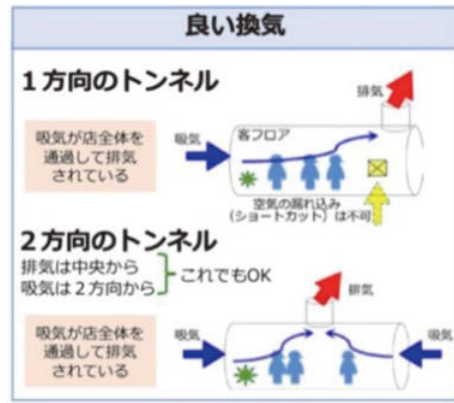 良い換気
1方向のトンネル
排気
吸気が店全体を
通過して排気
されている
吸気
客フロア
空気の漏れ込み
(ショートカット)は不可
2方向のトンネル
排気は中央から
吸気は2方向から
これでもOK
排気
吸気が店全体を
通過して排気
されている
吸気
吸気